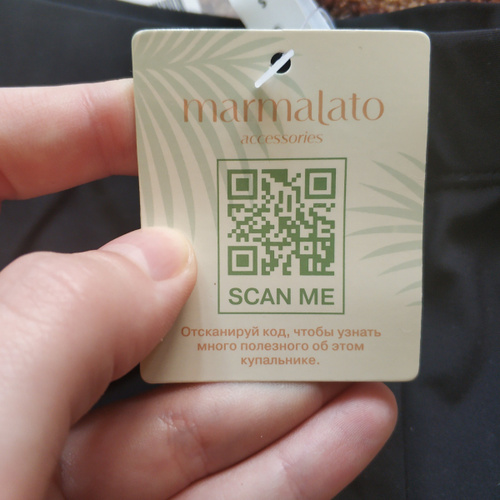 marmalato
accessories
SCAN ME
Отсканируй код, чтобы узнать
много полезного об этом
купальнике.